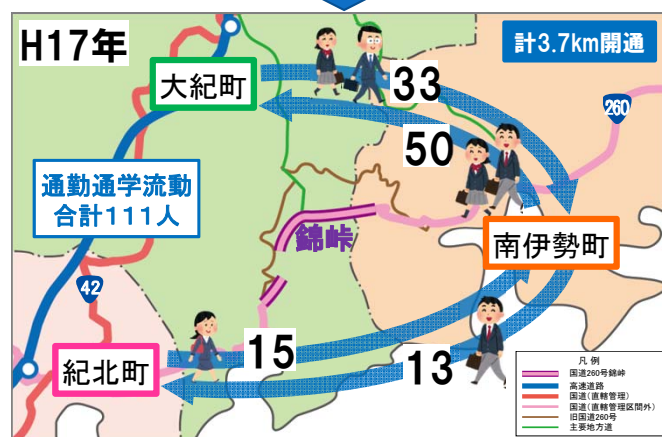 H17年
計3.7km開通
大紀町
33
260
50
通勤通学流動
合計111人
錦峠
南伊勢町
42
15
紀北町
13
凡 例
国道260号錦峠
高速道路
国道(直轄管理)
国道(直轄管理区間外)
旧国道260号
主要地方道